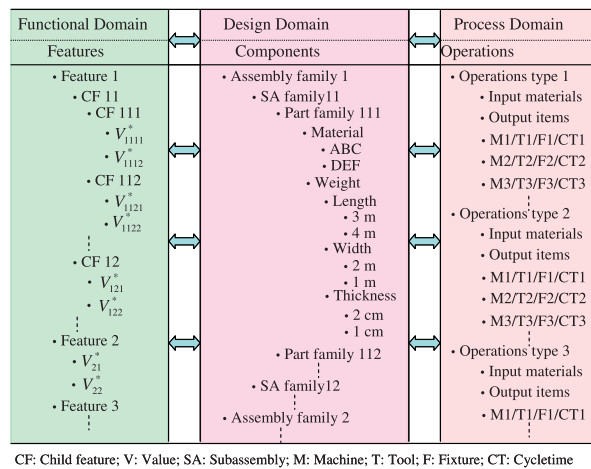 Functional Domain
Features
• Feature 1
• CF 11
• CF 111
• V*1111
• V*1112
• CF 112
• V*1121
• V*1122
• CF 12
• V*121
• V*122
• Feature 2
• V*21
• V*22
• Feature 3
Design Domain
Components
• Assembly family 1
• SA family11
• Part family 111
• Material
• ABC
• DEF
• Weight
• Length
• 3 m
• 4 m
• Width
• 2 m
• 1 m
• Thickness
• 2 cm
• 1 cm
• Part family 112
• SA family12
• Assembly family 2
Process Domain
Operations
• Operations type 1
• Input materials
• Output items
• M1/T1/F1/CT1
• M2/T2/F2/CT2
• M3/T3/F3/CT3
• Operations type 2
• Input materials
• Output items
• M1/T1/F1/CT1
• M2/T2/F2/CT2
• M3/T3/F3/CT3
• Operations type 3
• Input materials
• Output items
• M1/T1/F1/CT1
CF: Child feature; V: Value; SA: Subassembly; M: Machine; T: Tool; F: Fixture; CT: Cycletime